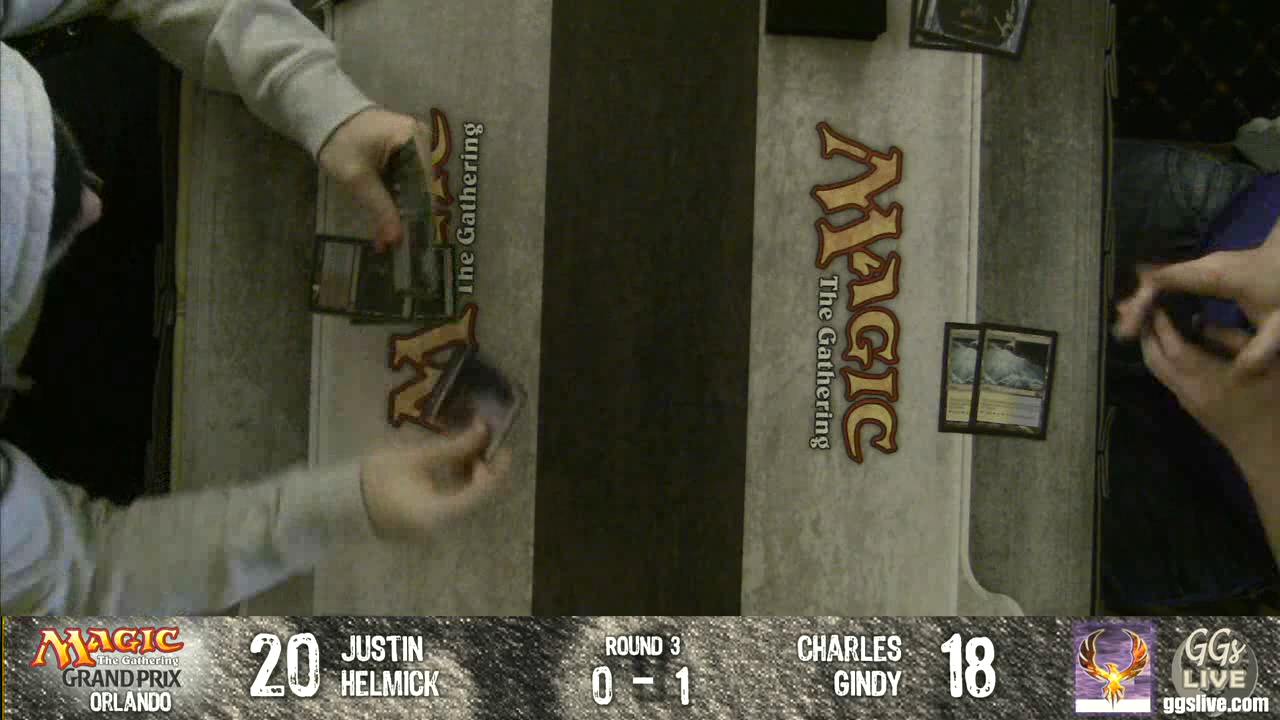 The Gathering
MAGIC
The Gathering
MAGIC
The Gathering
GRAND PRIX
ORLANDO
20
JUSTIN
HELMICK
ROUND 3
0 - 1
CHARLES
GINDY
18
GGs
LIVE
ggslive.com